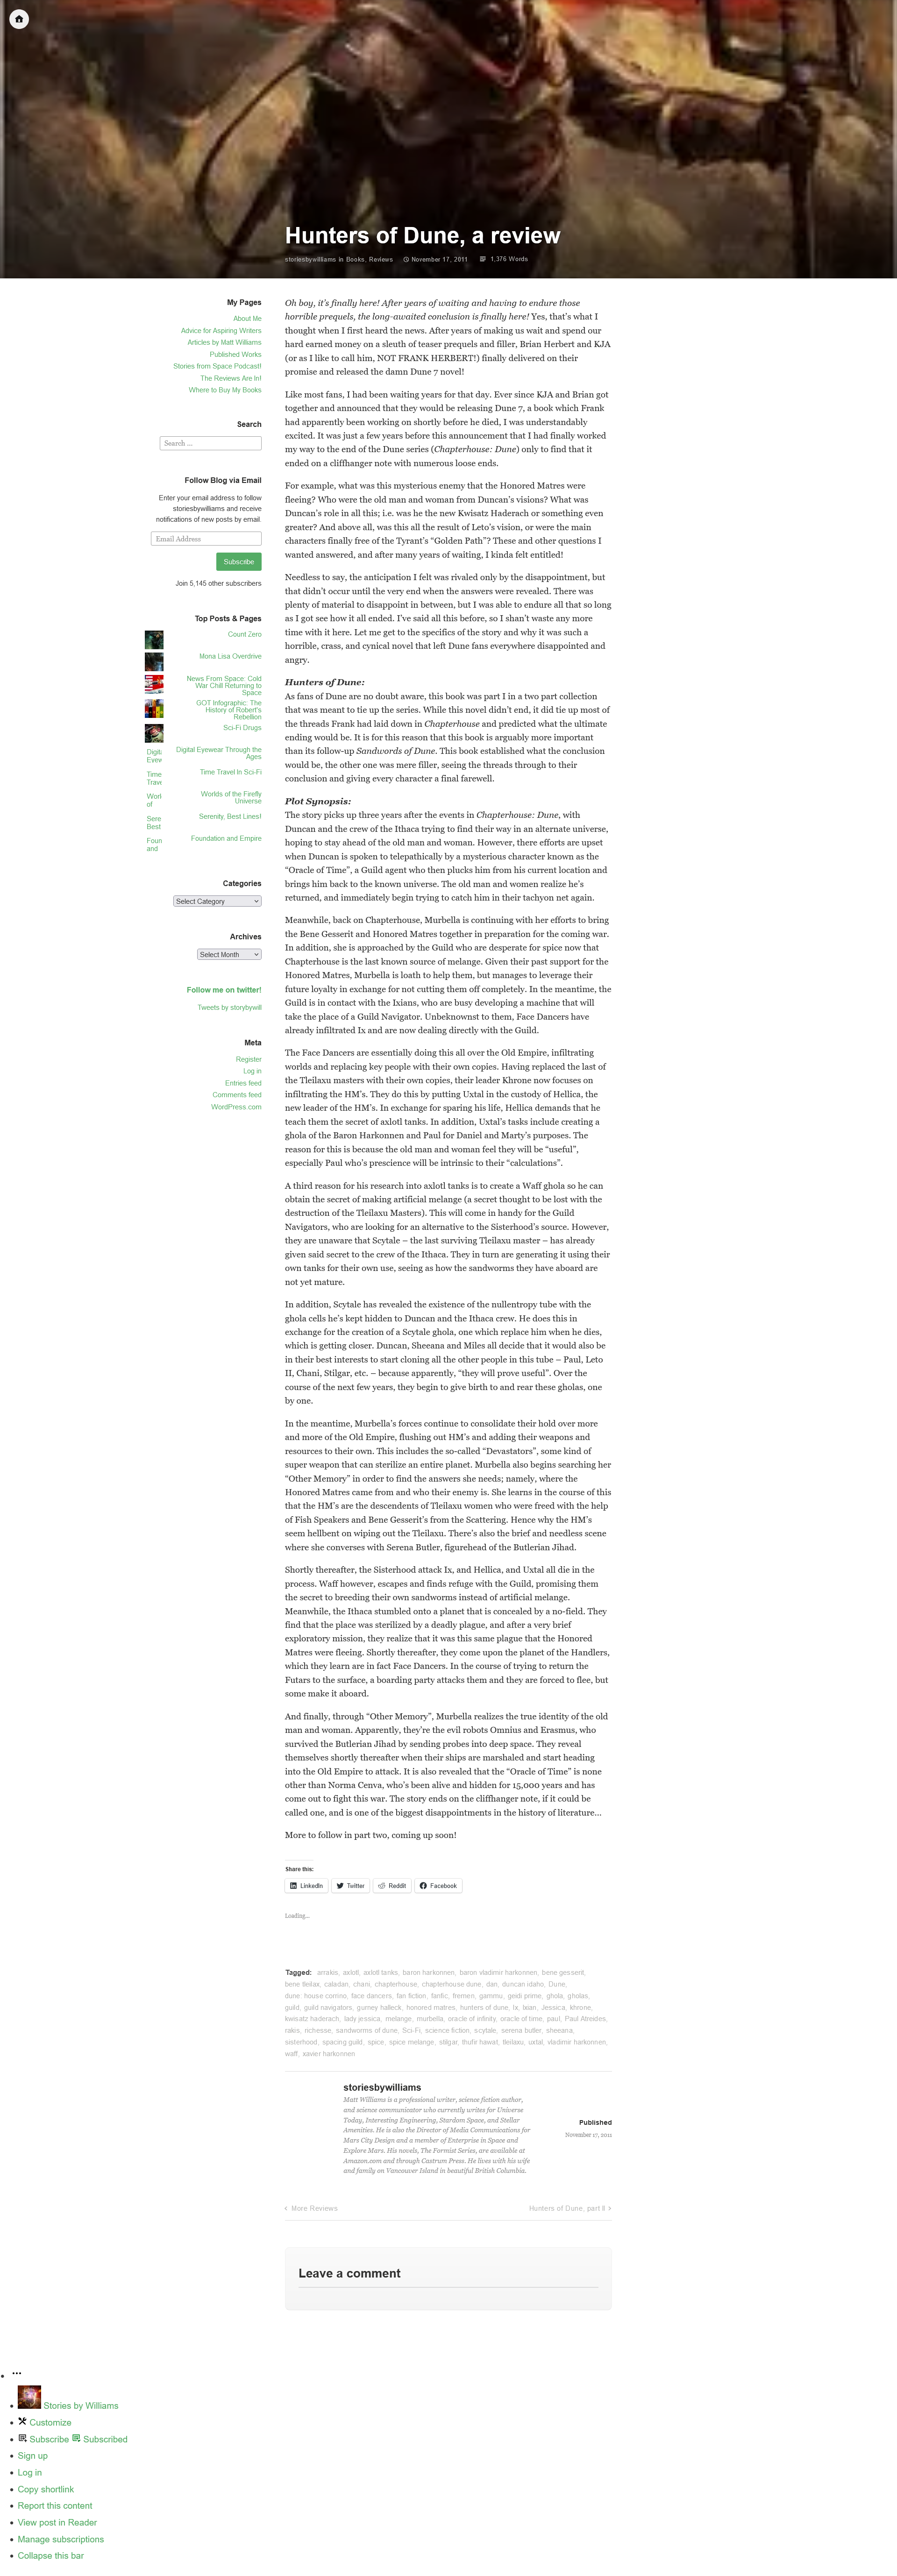 Hunters of Dune, a review
storiesbywilliams in Books, Reviews November 17, 2011 1,376 Words
My Pages
About Me
Advice for Aspiring Writers
Articles by Matt Williams
Published Works
Stories from Space Podcast!
The Reviews Are In!
Where to Buy My Books
Search
Search …
Follow Blog via Email
Enter your email address to follow
storiesbywilliams and receive
notifications of new posts by email.
Email Address
Subscribe
Join 5,145 other subscribers
Top Posts & Pages
Count Zero
Mona Lisa Overdrive
News From Space: Cold
War Chill Returning to
Space
GOT Infographic: The
History of Robert's
Rebellion
Sci-Fi Drugs
Digital Eyewear Through the
Ages
Time Travel In Sci-Fi
Worlds of the Firefly
Universe
Serenity, Best Lines!
Foundation and Empire
Categories
Select Category
Archives
Select Month
Follow me on twitter!
Tweets by storybywill
Meta
Register
Log in
Entries feed
Comments feed
WordPress.com
Oh boy, it's finally here! After years of waiting and having to endure those
horrible prequels, the long-awaited conclusion is finally here! Yes, that's what I
thought when I first heard the news. After years of making us wait and spend our
hard earned money on a sleuth of teaser prequels and filler, Brian Herbert and KJA
(or as I like to call him, NOT FRANK HERBERT!) finally delivered on their
promise and released the damn Dune 7 novel!
Like most fans, I had been waiting years for that day. Ever since KJA and Brian got
together and announced that they would be releasing Dune 7, a book which Frank
had apparently been working on shortly before he died, I was understandably
excited. It was just a few years before this announcement that I had finally worked
my way to the end of the Dune series (Chapterhouse: Dune) only to find that it
ended on a cliffhanger note with numerous loose ends.
For example, what was this mysterious enemy that the Honored Matres were
fleeing? Who were the old man and woman from Duncan's visions? What was
Duncan's role in all this; i.e. was he the new Kwisatz Haderach or something even
greater? And above all, was this all the result of Leto's vision, or were the main
characters finally free of the Tyrant's "Golden Path"? These and other questions I
wanted answered, and after many years of waiting, I kinda felt entitled!
Needless to say, the anticipation I felt was rivaled only by the disappointment, but
that didn't occur until the very end when the answers were revealed. There was
plenty of material to disappoint in between, but I was able to endure all that so long
as I got see how it all ended. I've said all this before, so I shan't waste any more
time with it here. Let me get to the specifics of the story and why it was such a
horrible, crass, and cynical novel that left Dune fans everywhere disappointed and
angry.
Hunters of Dune:
As fans of Dune are no doubt aware, this book was part I in a two part collection
that was meant to tie up the series. While this novel didn't end, it did tie up most of
the threads Frank had laid down in Chapterhouse and predicted what the ultimate
ending would be. It is for this reason that the book is arguably more important
than its follow-up Sandworms of Dune. This book established what the conclusion
would be, the other one was mere filler, seeing the threads through to their
conclusion and giving every character a final farewell.
Plot Synopsis:
The story picks up three years after the events in Chapterhouse: Dune, with
Duncan and the crew of the Ithaca trying to find their way in an alternate universe,
hoping to stay ahead of the old man and woman. However, there efforts are upset
when Duncan is spoken to telepathically by a mysterious character known as the
"Oracle of Time", a Guild agent who then plucks him from his current location and
brings him back to the known universe. The old man and women realize he's
returned, and immediately begin trying to catch him in their tachyon net again.
Meanwhile, back on Chapterhouse, Murbella is continuing with her efforts to bring
the Bene Gesserit and Honored Matres together in preparation for the coming war.
In addition, she is approached by the Guild who are desperate for spice now that
Chapterhouse is the last known source of melange. Given their past support for the
Honored Matres, Murbella is loath to help them, but manages to leverage their
future loyalty in exchange for not cutting them off completely. In the meantime, the
Guild is in contact with the Ixians, who are busy developing a machine that will
take the place of a Guild Navigator. Unbeknownst to them, Face Dancers have
already infiltrated Ix and are now dealing directly with the Guild.
The Face Dancers are essentially doing this all over the Old Empire, infiltrating
worlds and replacing key people with their own copies. Having replaced the last of
the Tleilaxu masters with their own copies, their leader Khrone now focuses on
infiltrating the HM's. They do this by putting Uxtal in the custody of Hellica, the
new leader of the HM's. In exchange for sparing his life, Hellica demands that he
teach them the secret of axlotl tanks. In addition, Uxtal's tasks include creating a
ghola of the Baron Harkonnen and Paul for Daniel and Marty's purposes. The
reason for this is because the old man and woman feel they will be "useful",
especially Paul who's prescience will be intrinsic to their "calculations".
A third reason for his research into axlotl tanks is to create a Waff ghola so he can
obtain the secret of making artificial melange (a secret thought to be lost with the
destruction of the Tleilaxu Masters). This will come in handy for the Guild
Navigators, who are looking for an alternative to the Sisterhood's source. However,
they are unaware that Scytale – the last surviving Tleilaxu master – has already
given said secret to the crew of the Ithaca. They in turn are generating it using their
own tanks for their own use, seeing as how the sandworms they have aboard are
not yet mature.
In addition, Scytale has revealed the existence of the nullentropy tube with the
ghola cells he's kept hidden to Duncan and the Ithaca crew. He does this in
exchange for the creation of a Scytale ghola, one which replace him when he dies,
which is getting closer. Duncan, Sheeana and Miles all decide that it would also be
in their best interests to start cloning all the other people in this tube – Paul, Leto
II, Chani, Stilgar, etc. – because apparently, "they will prove useful". Over the
course of the next few years, they begin to give birth to and rear these gholas, one
by one.
In the meantime, Murbella's forces continue to consolidate their hold over more
and more of the Old Empire, flushing out HM's and adding their weapons and
resources to their own. This includes the so-called "Devastators", some kind of
super weapon that can sterilize an entire planet. Murbella also begins searching her
"Other Memory" in order to find the answers she needs; namely, where the
Honored Matres came from and who their enemy is. She learns in the course of this
that the HM's are the descendents of Tleilaxu women who were freed with the help
of Fish Speakers and Bene Gesserit's from the Scattering. Hence why the HM's
seem hellbent on wiping out the Tleilaxu. There's also the brief and needless scene
where she converses with Serena Butler, figurehead of the Butlerian Jihad.
Shortly thereafter, the Sisterhood attack Ix, and Hellica, and Uxtal all die in the
process. Waff however, escapes and finds refuge with the Guild, promising them
the secret to breeding their own sandworms instead of artificial melange.
Meanwhile, the Ithaca stumbled onto a planet that is concealed by a no-field. They
find that the place was sterilized by a deadly plague, and after a very brief
exploratory mission, they realize that it was this same plague that the Honored
Matres were fleeing. Shortly thereafter, they come upon the planet of the Handlers,
which they learn are in fact Face Dancers. In the course of trying to return the
Futars to the surface, a boarding party attacks them and they are forced to flee, but
some make it aboard.
And finally, through "Other Memory", Murbella realizes the true identity of the old
man and woman. Apparently, they're the evil robots Omnius and Erasmus, who
survived the Butlerian Jihad by sending probes into deep space. They reveal
themselves shortly thereafter when their ships are marshaled and start heading
into the Old Empire to attack. It is also revealed that the "Oracle of Time" is none
other than Norma Cenva, who's been alive and hidden for 15,000 years and has
come out to fight this war. The story ends on the cliffhanger note, if it could be
called one, and is one of the biggest disappointments in the history of literature…
More to follow in part two, coming up soon!
Share this:
LinkedIn Twitter Reddit Facebook
Loading...
Tagged: arrakis, axlotl, axlotl tanks, baron harkonnen, baron vladimir harkonnen, bene gesserit,
bene tleilax, caladan, chani, chapterhouse, chapterhouse dune, dan, duncan idaho, Dune,
dune: house corrino, face dancers, fan fiction, fanfic, fremen, gammu, geidi prime, ghola, gholas,
guild, guild navigators, gurney halleck, honored matres, hunters of dune, Ix, Ixian, Jessica, khrone,
kwisatz haderach, lady jessica, melange, murbella, oracle of infinity, oracle of time, paul, Paul Atreides,
rakis, richesse, sandworms of dune, Sci-Fi, science fiction, scytale, serena butler, sheeana,
sisterhood, spacing guild, spice, spice melange, stilgar, thufir hawat, tleilaxu, uxtal, vladimir harkonnen,
waff, xavier harkonnen
storiesbywilliams
Matt Williams is a professional writer, science fiction author,
and science communicator who currently writes for Universe
Today, Interesting Engineering, Stardom Space, and Stellar
Amenities. He is also the Director of Media Communications for
Mars City Design and a member of Enterprise in Space and
Explore Mars. His novels, The Formist Series, are available at
Amazon.com and through Castrum Press. He lives with his wife
and family on Vancouver Island in beautiful British Columbia.
Published
November 17, 2011
More Reviews
Hunters of Dune, part II
Leave a comment
Stories by Williams
Customize
Subscribe Subscribed
Sign up
Log in
Copy shortlink
Report this content
View post in Reader
Manage subscriptions
Collapse this bar